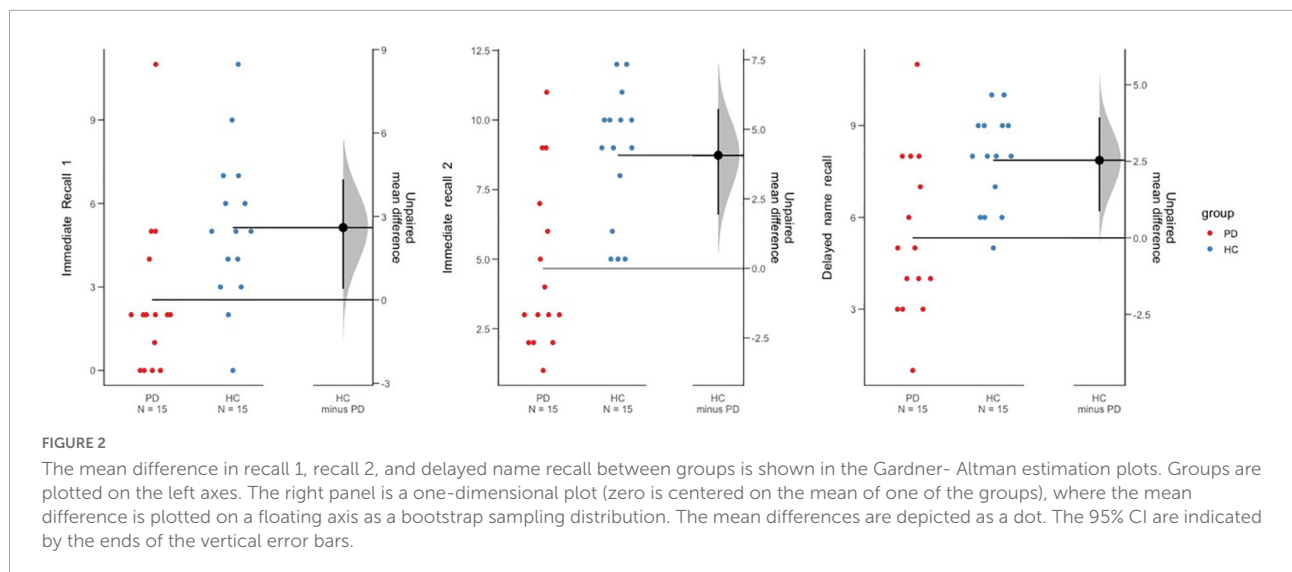 Immediate Recall 1
9
6
3
0
9
6
3
0
-3
Unpaired
mean difference
PD
N = 15
HC
N = 15
HC
minus PD
Immediate recall 2
12.5
10.0
7.5
5.0
2.5
7.5
5.0
2.5
0.0
-2.5
Unpaired
mean difference
PD
N = 15
HC
N = 15
HC
minus PD
Delayed name recall
9
6
3
5.0
2.5
0.0
-2.5
Unpaired
mean difference
PD
N = 15
HC
N = 15
HC
minus PD
group
PD
HC
FIGURE 2
The mean difference in recall 1, recall 2, and delayed name recall between groups is shown in the Gardner- Altman estimation plots. Groups are
plotted on the left axes. The right panel is a one-dimensional plot (zero is centered on the mean of one of the groups), where the mean
difference is plotted on a floating axis as a bootstrap sampling distribution. The mean differences are depicted as a dot. The 95% CI are indicated
by the ends of the vertical error bars.